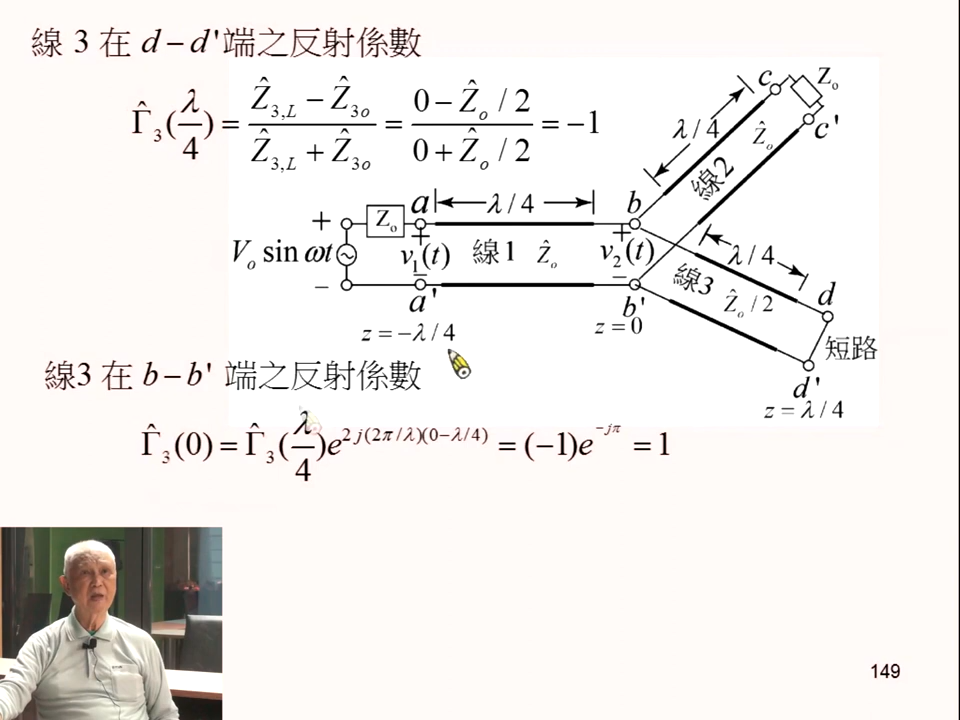 線 3 在 d − d' 端之反射係數
Γ̂₃(λ/4) = (Ẑ₃,L − Ẑ₃ₒ)/(Ẑ₃,L + Ẑ₃ₒ) = (0 − Ẑₒ / 2)/(0 + Ẑₒ / 2) = −1
c Zₒ
λ/4 Ẑₒ c'
線2
a λ/4 b
+ Zₒ + + λ/4
Vₒ sin ωt v₁(t) 線1 Ẑₒ v₂(t) 線3 Ẑₒ / 2 d
− − −
a' b'
z = −λ / 4 z = 0 短路
d'
z = λ / 4
線3 在 b − b' 端之反射係數
Γ̂₃(0) = Γ̂₃(λ/4)e^{2j(2π/λ)(0−λ/4)} = (−1)e^{−jπ} = 1
149